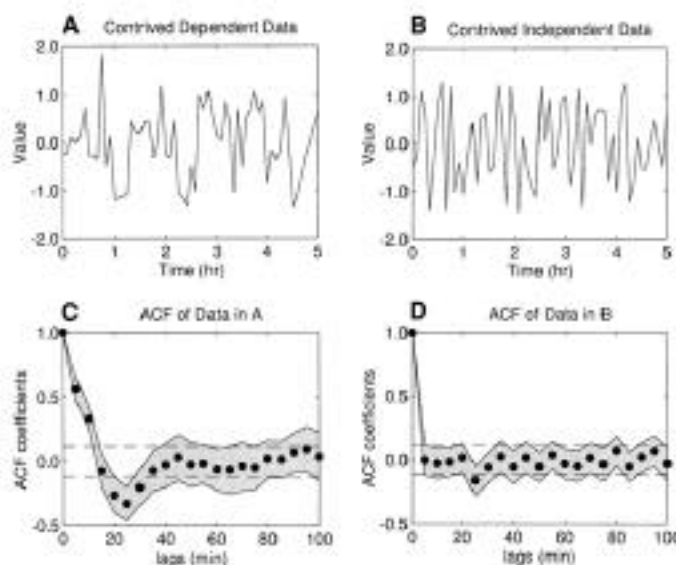 A Contrived Dependent Data
2.0
1.0
0.0
-1.0
-2.0
Value
0 1 2 3 4 5
Time (hr)
B Contrived Independent Data
2.0
1.0
0.0
-1.0
-2.0
Value
0 1 2 3 4 5
Time (hr)
C ACF of Data in A
1.0
0.5
0.0
-0.5
ACF coefficients
0 20 40 60 80 100
lags (min)
D ACF of Data in B
1.0
0.5
0.0
-0.5
ACF coefficients
0 20 40 60 80 100
lags (min)